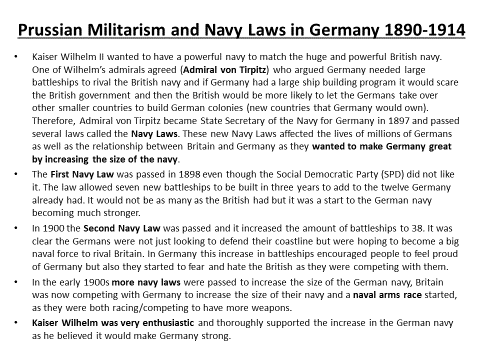 Prussian Militarism and Navy Laws in Germany 1890-1914
• Kaiser Wilhelm II wanted to have a powerful navy to match the huge and powerful British navy.
One of Wilhelm's admirals agreed (Admiral von Tirpitz) who argued Germany needed large
battleships to rival the British navy and if Germany had a large ship building program it would scare
the British government and then the British would be more likely to let the Germans take over
other smaller countries to build German colonies (new countries that Germany would own).
Therefore, Admiral von Tirpitz became State Secretary of the Navy for Germany in 1897 and passed
several laws called the Navy Laws. These new Navy Laws affected the lives of millions of Germans
as well as the relationship between Britain and Germany as they wanted to make Germany great
by increasing the size of the navy.
• The First Navy Law was passed in 1898 even though the Social Democratic Party (SPD) did not like
it. The law allowed seven new battleships to be built in three years to add to the twelve Germany
already had. It would not be as many as the British had but it was a start to the German navy
becoming much stronger.
• In 1900 the Second Navy Law was passed and it increased the amount of battleships to 38. It was
clear the Germans were not just looking to defend their coastline but were hoping to become a big
naval force to rival Britain. In Germany this increase in battleships encouraged people to feel proud
of Germany but also they started to fear and hate the British as they were competing with them.
• In the early 1900s more navy laws were passed to increase the size of the German navy, Britain
was now competing with Germany to increase the size of their navy and a naval arms race started,
as they were both racing/competing to have more weapons.
• Kaiser Wilhelm was very enthusiastic and thoroughly supported the increase in the German navy
as he believed it would make Germany strong.